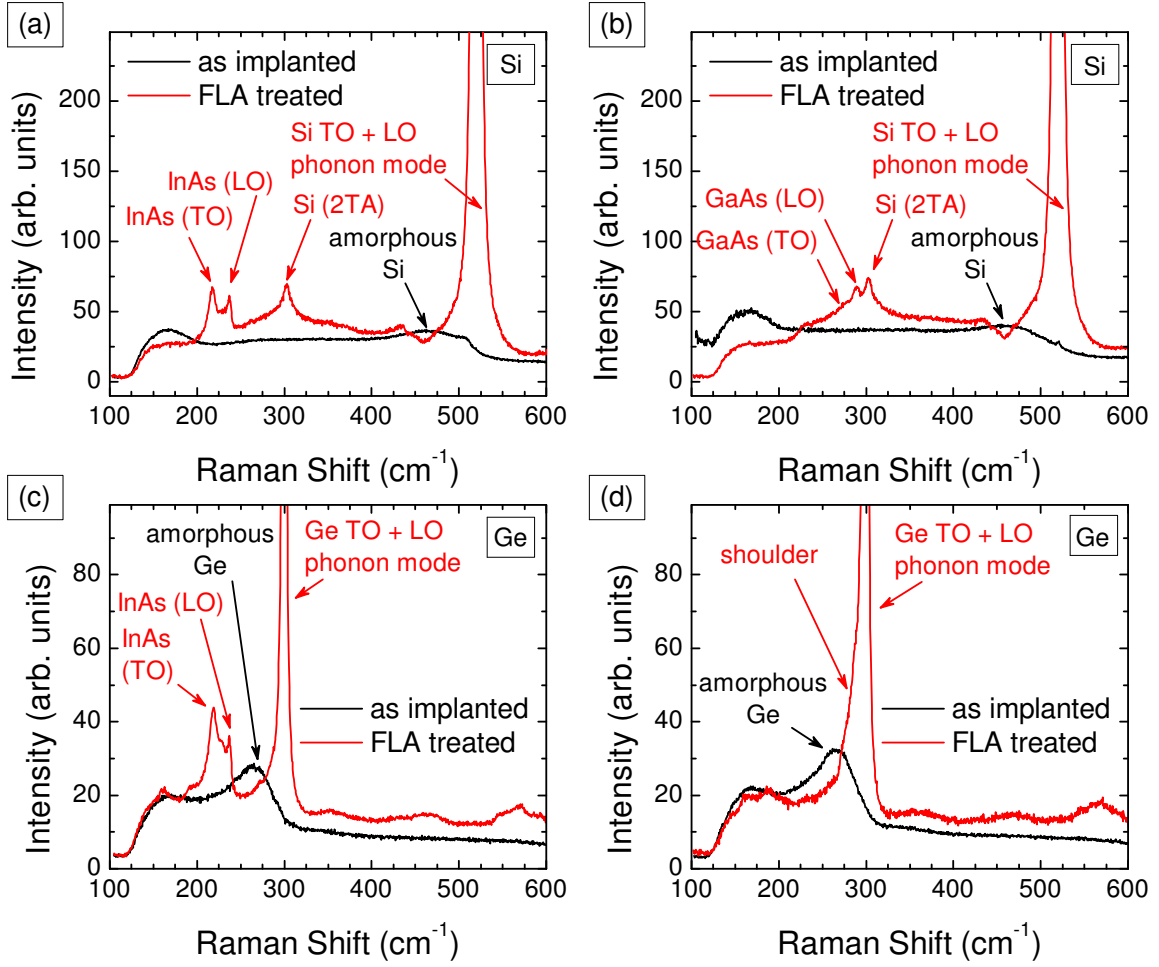 (a)
Si
as implanted
FLA treated
Si TO + LO
phonon mode
InAs (LO)
InAs (TO)
Si (2TA)
amorphous
Si
Intensity (arb. units)
200
150
100
50
0
100 200 300 400 500 600
Raman Shift (cm⁻¹)
(b)
Si
as implanted
FLA treated
Si TO + LO
phonon mode
GaAs (LO)
Si (2TA)
GaAs (TO)
amorphous
Si
Intensity (arb. units)
200
150
100
50
0
100 200 300 400 500 600
Raman Shift (cm⁻¹)
(c)
Ge
amorphous
Ge
Ge TO + LO
phonon mode
InAs (LO)
InAs
(TO)
as implanted
FLA treated
Intensity (arb. units)
80
60
40
20
0
100 200 300 400 500 600
Raman Shift (cm⁻¹)
(d)
Ge
shoulder
Ge TO + LO
phonon mode
amorphous
Ge
as implanted
FLA treated
Intensity (arb. units)
80
60
40
20
0
100 200 300 400 500 600
Raman Shift (cm⁻¹)